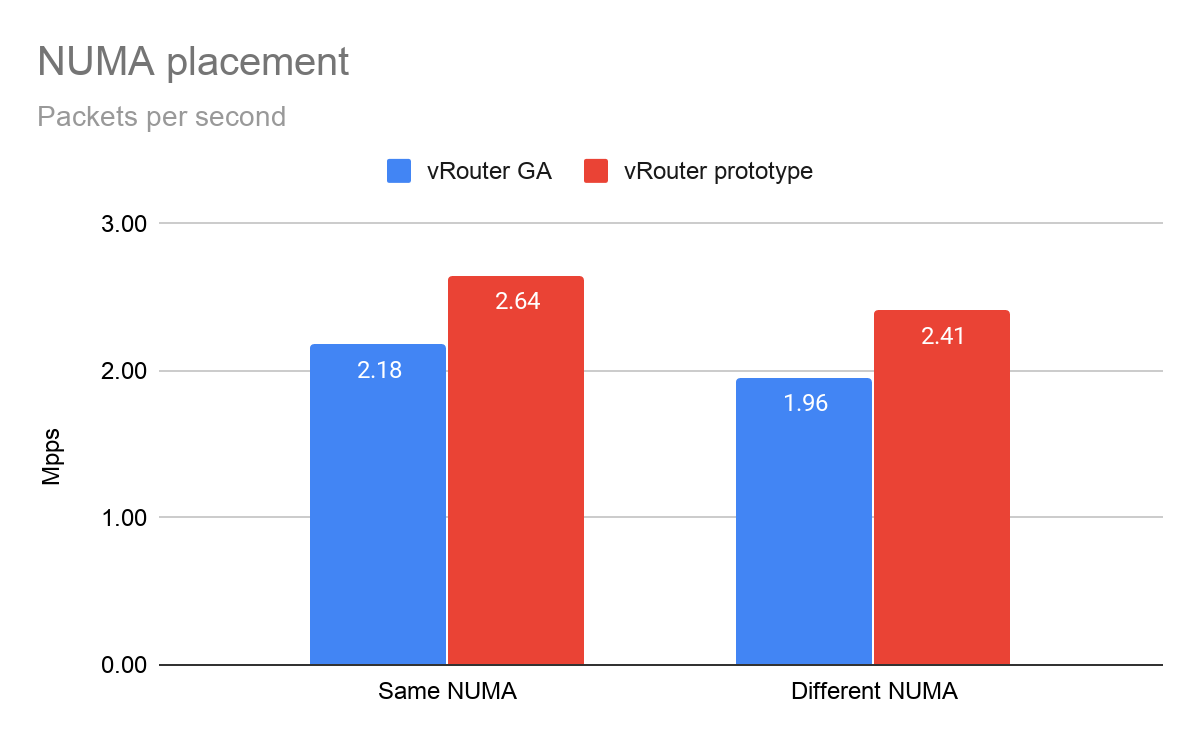 NUMA placement
Packets per second
vRouter GA vRouter prototype
3.00
2.64
2.41
2.18
2.00
1.96
Mpps
1.00
0.00
Same NUMA Different NUMA